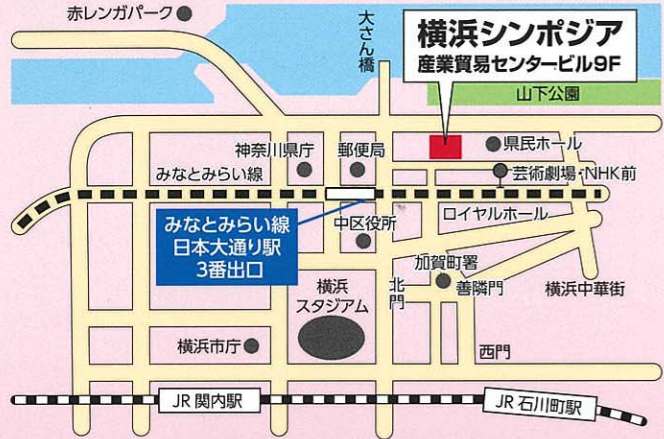 赤レンガパーク
大さん橋
横浜シンポジア
産業貿易センタービル9F
山下公園
神奈川県庁
郵便局
県民ホール
みなとみらい線
芸術劇場・NHK前
みなとみらい線
日本大通り駅
3番出口
中区役所
ロイヤルホール
加賀町署
北門
善隣門
横浜中華街
横浜
スタジアム
横浜市庁
西門
JR 関内駅
JR 石川町駅